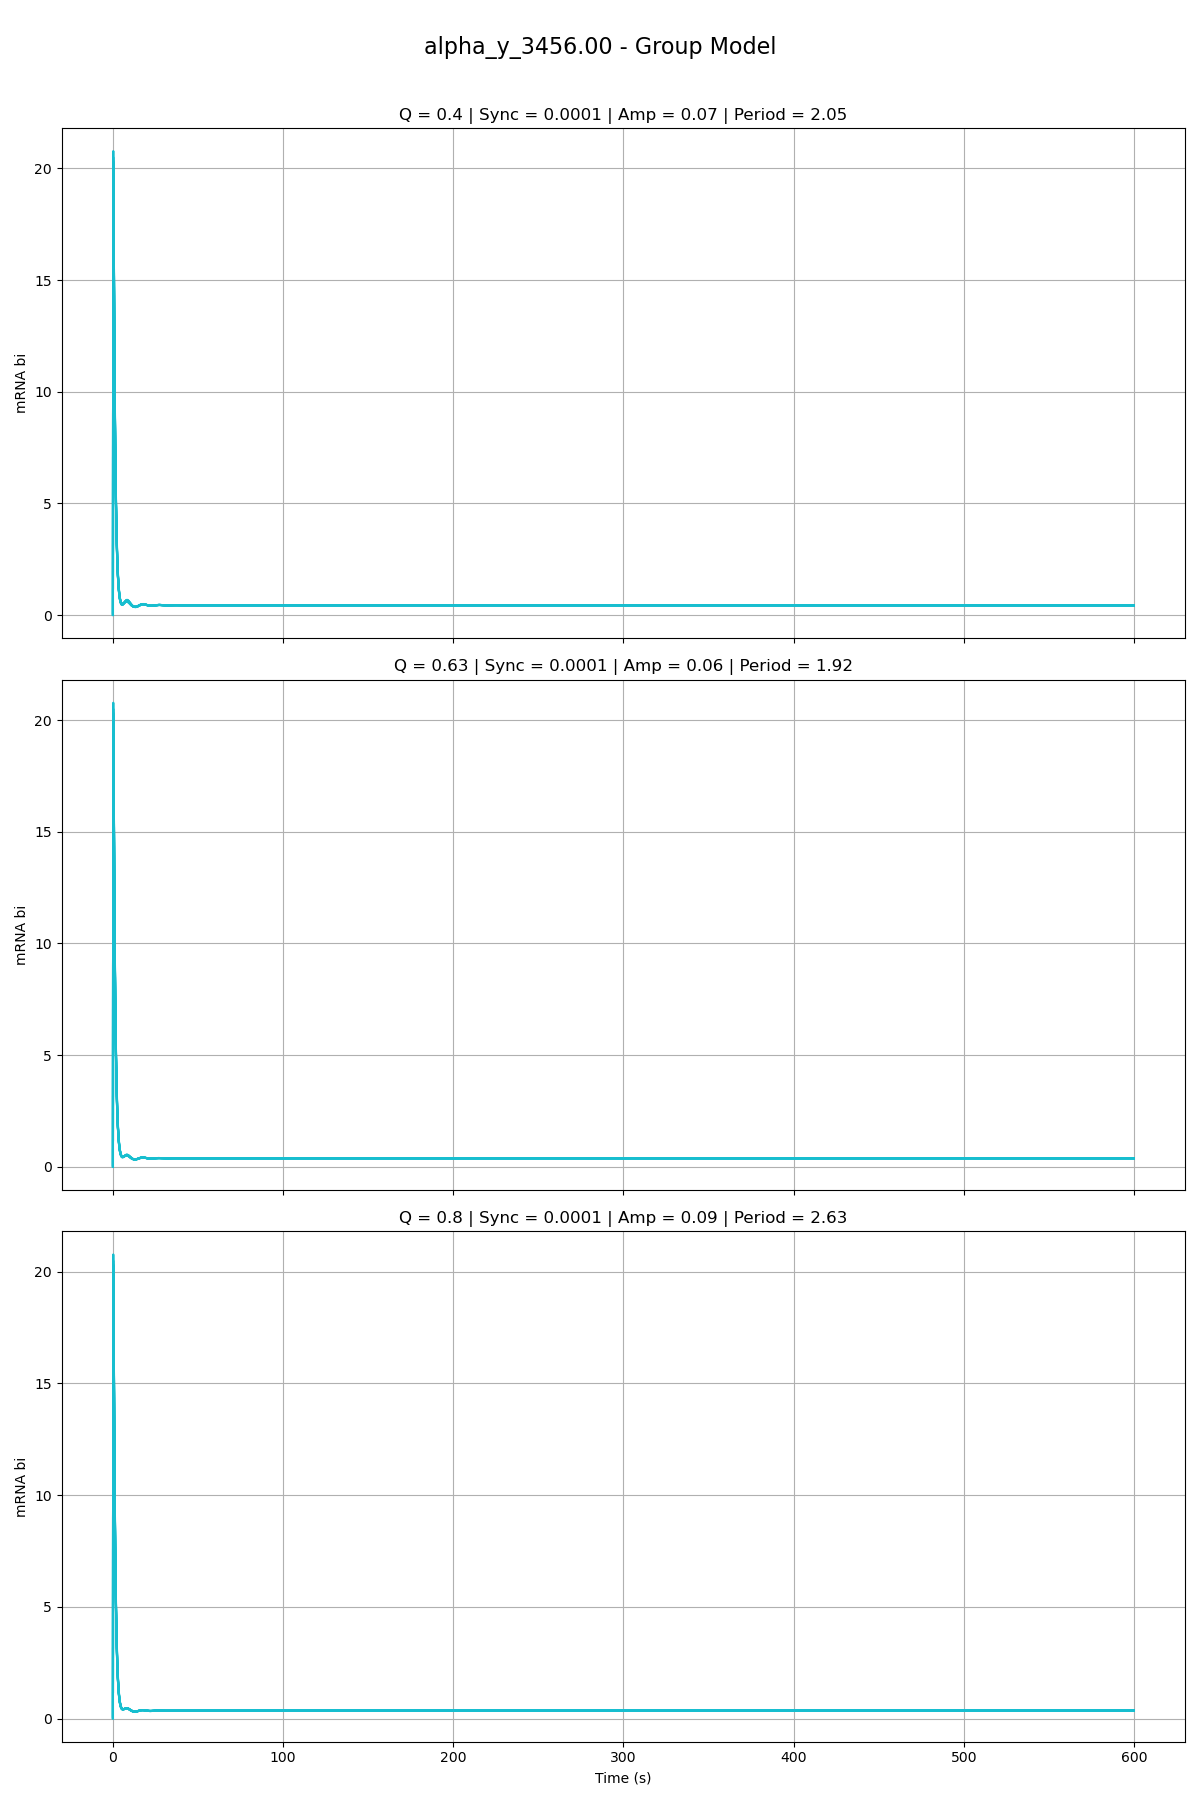 alpha_y_3456.00 - Group Model
Q = 0.4 | Sync = 0.0001 | Amp = 0.07 | Period = 2.05
20
15
10
5
0
mRNA bi
Q = 0.63 | Sync = 0.0001 | Amp = 0.06 | Period = 1.92
20
15
10
5
0
mRNA bi
Q = 0.8 | Sync = 0.0001 | Amp = 0.09 | Period = 2.63
20
15
10
5
0
mRNA bi
0 100 200 300 400 500 600
Time (s)